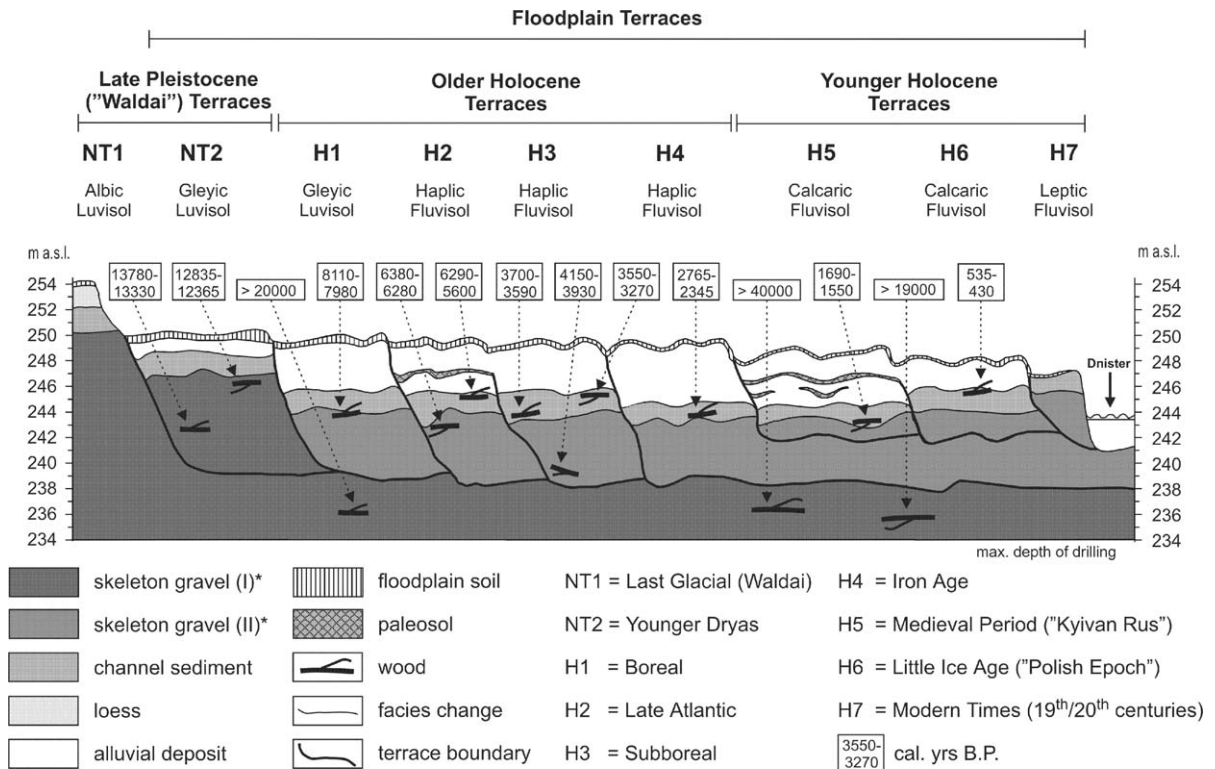 Floodplain Terraces
Late Pleistocene
("Waldai") Terraces
Older Holocene
Terraces
Younger Holocene
Terraces
NT1 NT2 H1 H2 H3 H4 H5 H6 H7
Albic Gleyic Gleyic Haplic Haplic Haplic Calcaric Calcaric Leptic
Luvisol Luvisol Luvisol Fluvisol Fluvisol Fluvisol Fluvisol Fluvisol Fluvisol
m a.s.l. m a.s.l.
13780- 12835- 8110- 6380- 6290- 3700- 4150- 3550- 2765- 1690- 535-
13330 12365 > 20000 7980 6280 5600 3590 3930 3270 2345 > 40000 1550 > 19000 430
254 254
252 252
250 250
248 248
Dnister
246 246
244 244
242 242
240 240
238 238
236 236
234 234
max. depth of drilling
skeleton gravel (I)* floodplain soil NT1 = Last Glacial (Waldai) H4 = Iron Age
skeleton gravel (II)* paleosol NT2 = Younger Dryas H5 = Medieval Period ("Kyivan Rus")
channel sediment wood H1 = Boreal H6 = Little Ice Age ("Polish Epoch")
loess facies change H2 = Late Atlantic H7 = Modern Times (19th/20th centuries)
alluvial deposit terrace boundary H3 = Subboreal 3550-
3270 cal. yrs B.P.